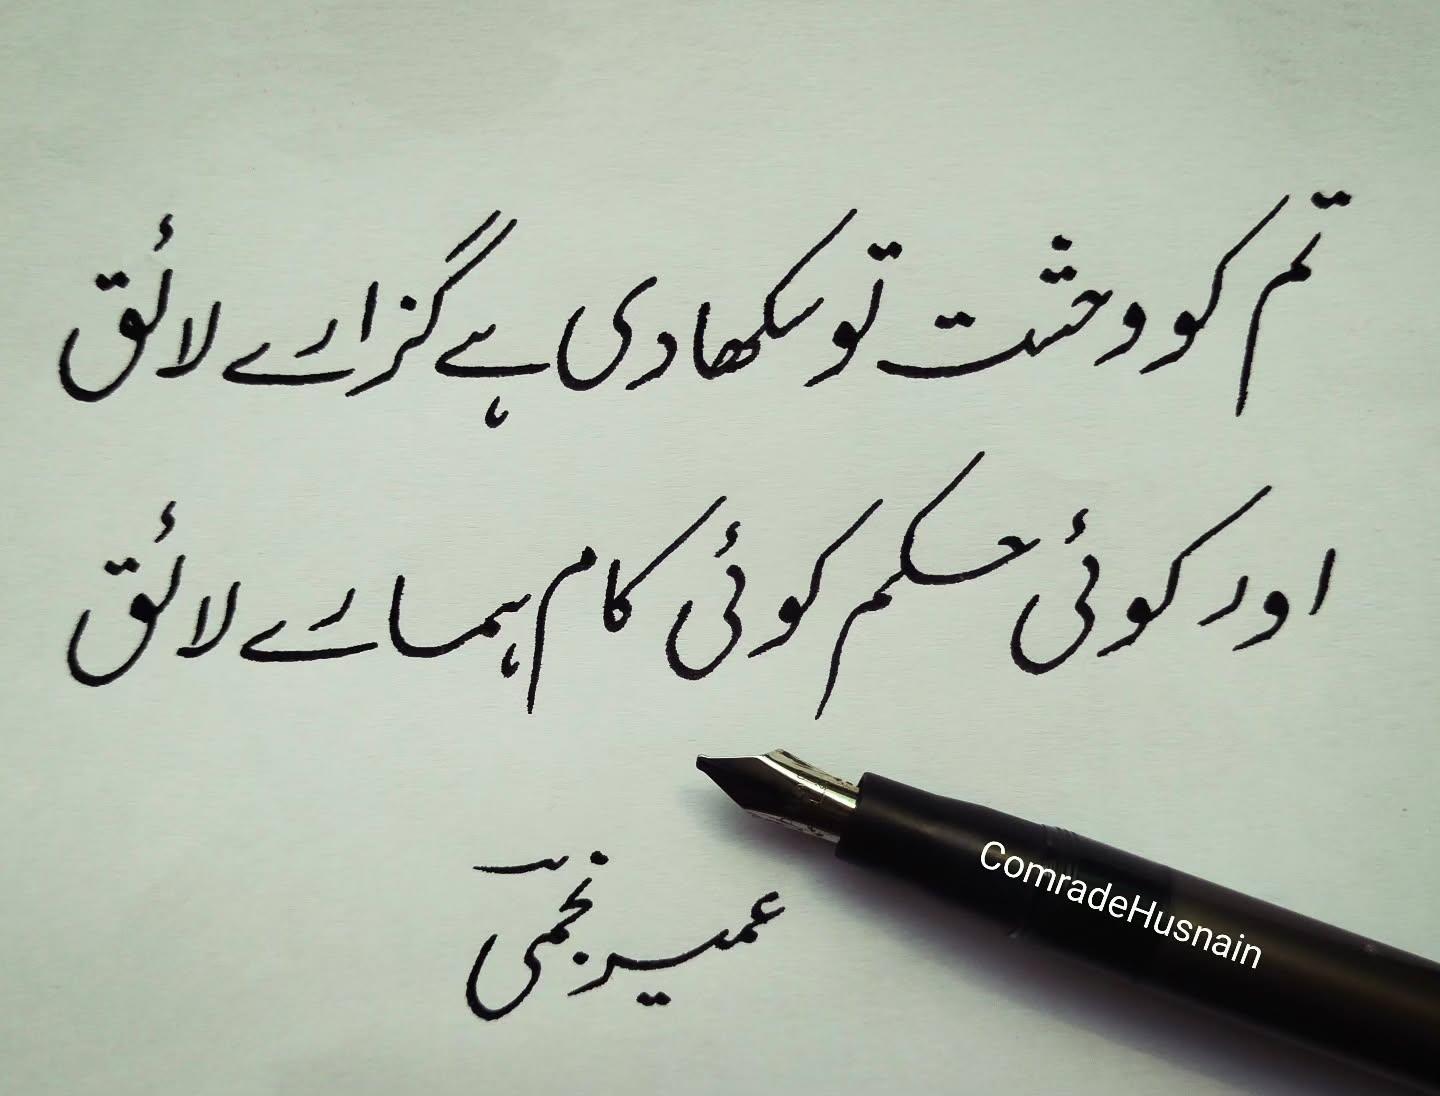 تم کو وحشت تو سکھا دی ہے گزارے لائق
اور کوئی حکم کوئی کام ہمارے لائق
عمیر نجمی
ComradeHusnain